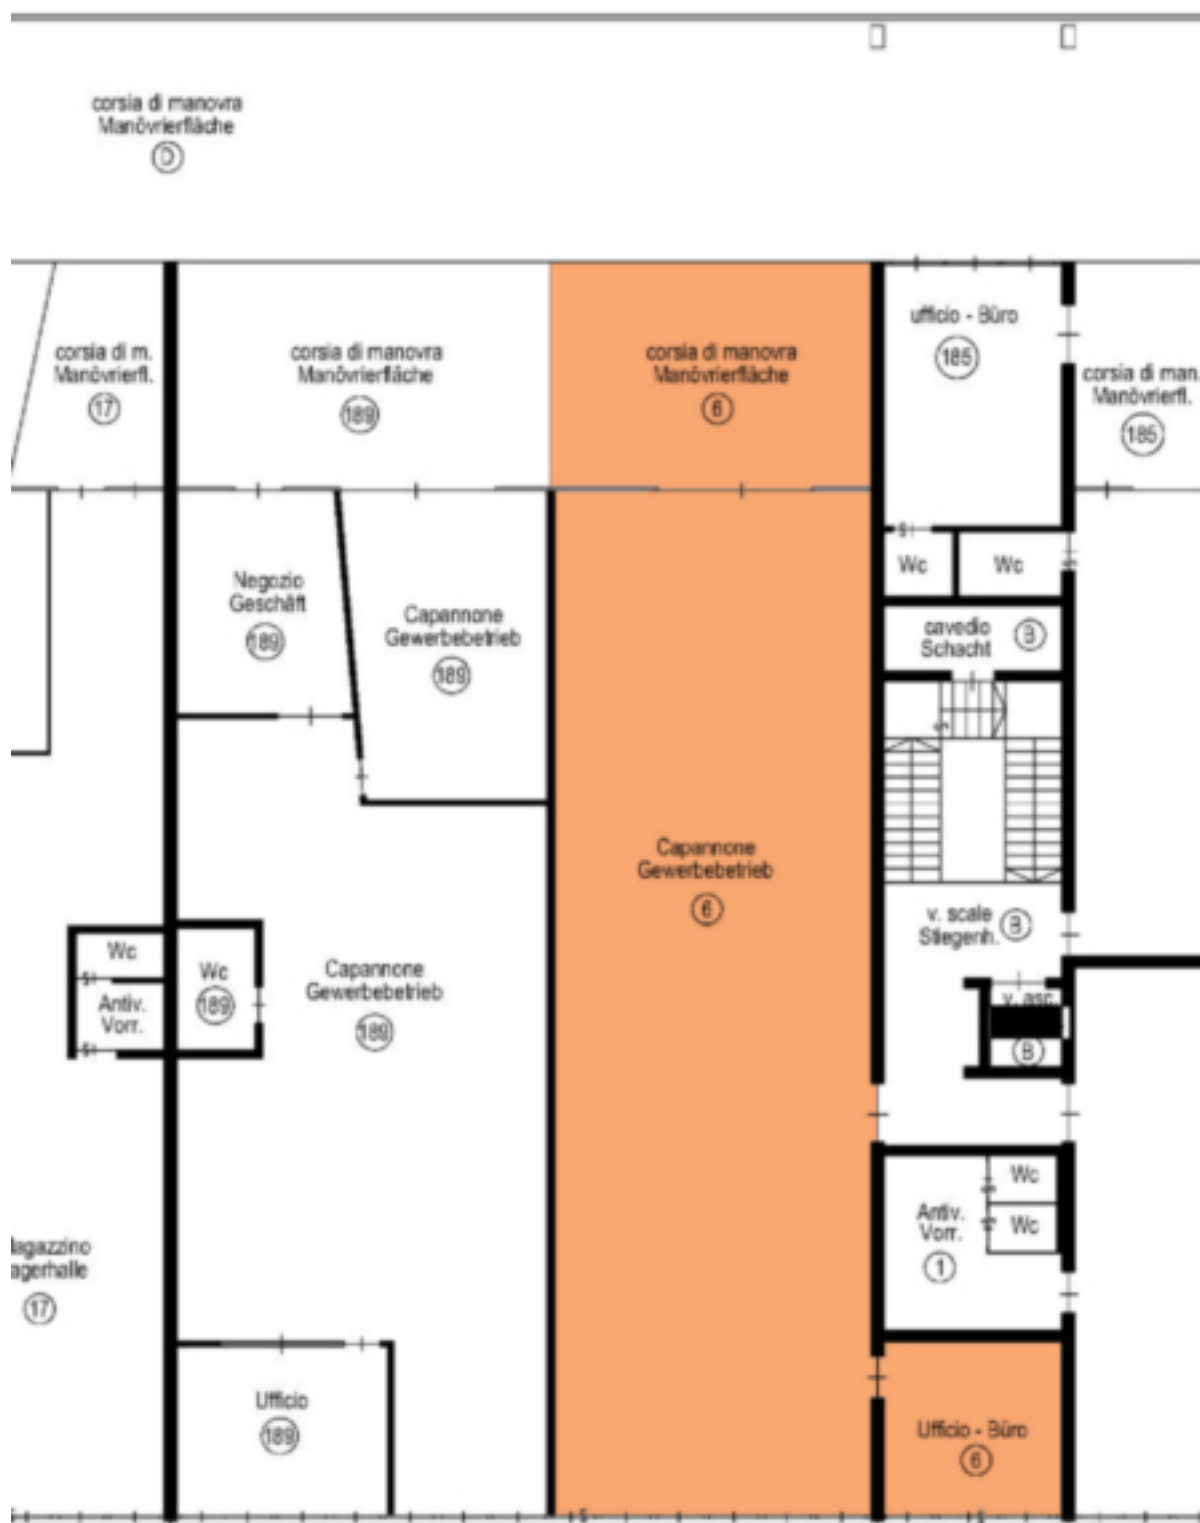 corsia di manovra
Manövrierfläche
D
corsia di m.
Manövrierfl.
17
corsia di manovra
Manövrierfläche
189
corsia di manovra
Manövrierfläche
6
ufficio - Büro
185
corsia di man.
Manövrierfl.
185
Wc
Wc
Negozio
Geschäft
189
Capannone
Gewerbebetrieb
189
cavedio
Schacht
B
Capannone
Gewerbebetrieb
6
v. scale
Stiegenh.
B
Wc
Antiv.
Vorr.
Wc
189
Capannone
Gewerbebetrieb
189
v. asc.
B
Wc
Wc
Antiv.
Vorr.
1
lagazzino
agerhalle
17
Ufficio
189
Ufficio - Büro
6